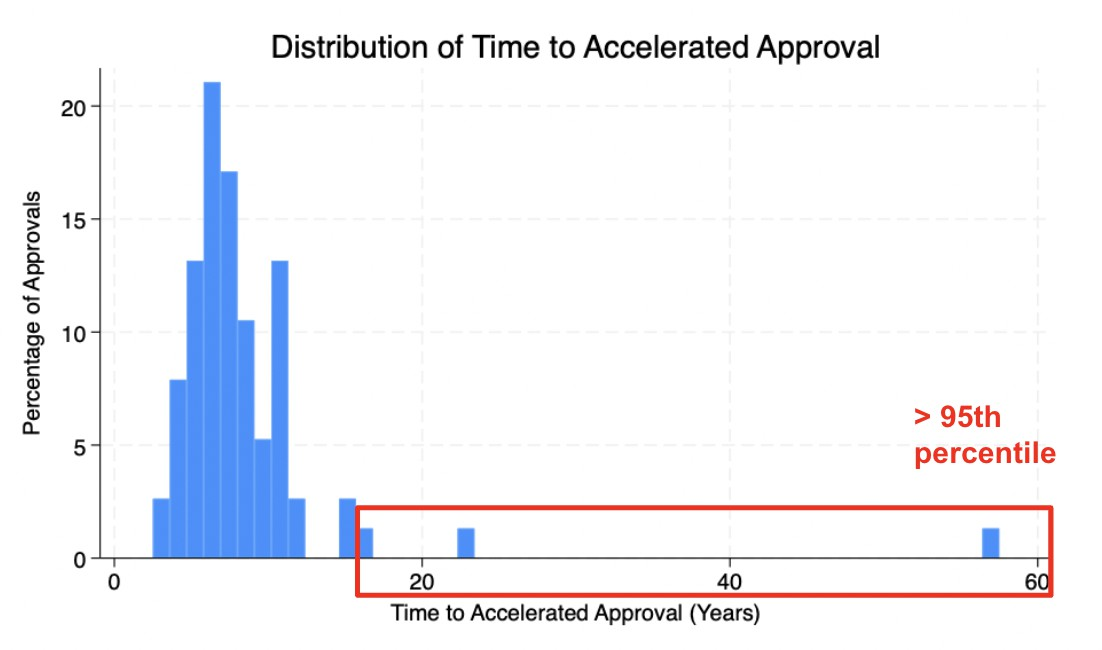 Distribution of Time to Accelerated Approval
Percentage of Approvals
20
15
10
5
0
> 95th
percentile
0 20 40 60
Time to Accelerated Approval (Years)